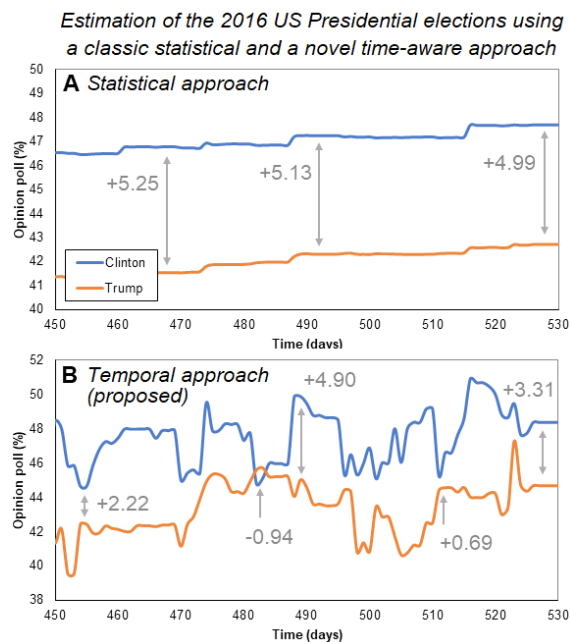 Estimation of the 2016 US Presidential elections using
a classic statistical and a novel time-aware approach
A Statistical approach
Opinion poll (%)
50
49
48
47
46
45
44
43
42
41
40
+5.25
+5.13
+4.99
Clinton
Trump
450 460 470 480 490 500 510 520 530
Time (days)
B Temporal approach
(proposed)
Opinion poll (%)
52
50
48
46
44
42
40
38
+2.22
-0.94
+4.90
+0.69
+3.31
450 460 470 480 490 500 510 520 530
Time (days)